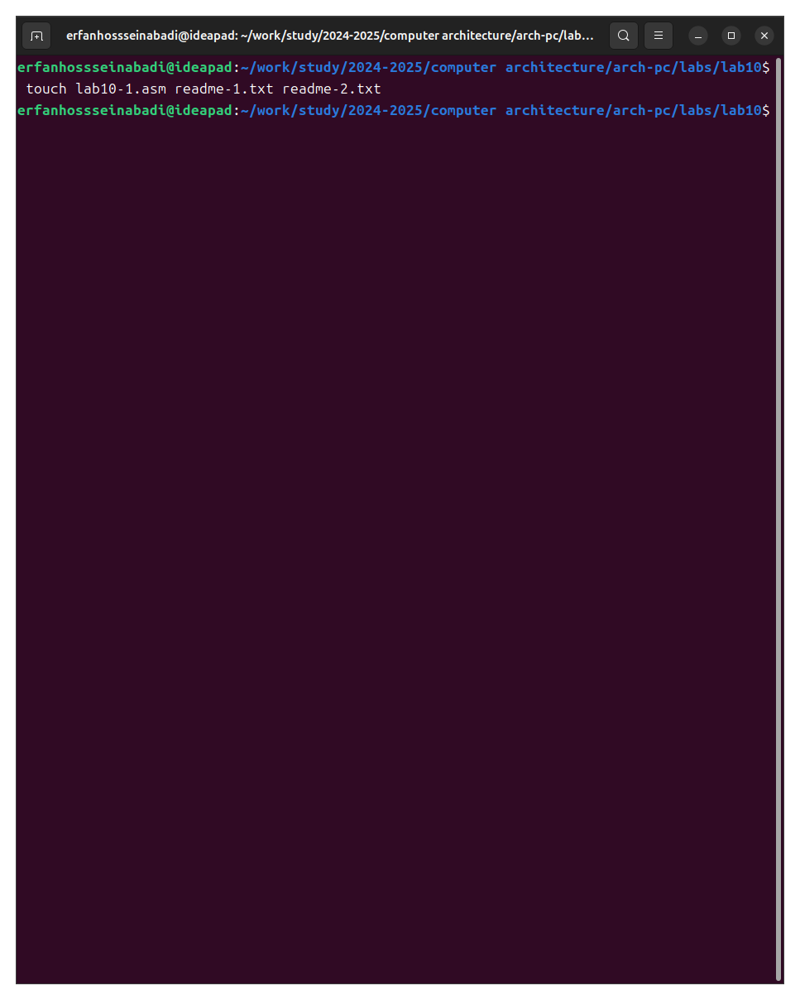 erfanhossseinabadi@ideapad: ~/work/study/2024-2025/computer architecture/arch-pc/lab…
erfanhossseinabadi@ideapad:~/work/study/2024-2025/computer architecture/arch-pc/labs/lab10$
touch lab10-1.asm readme-1.txt readme-2.txt
erfanhossseinabadi@ideapad:~/work/study/2024-2025/computer architecture/arch-pc/labs/lab10$